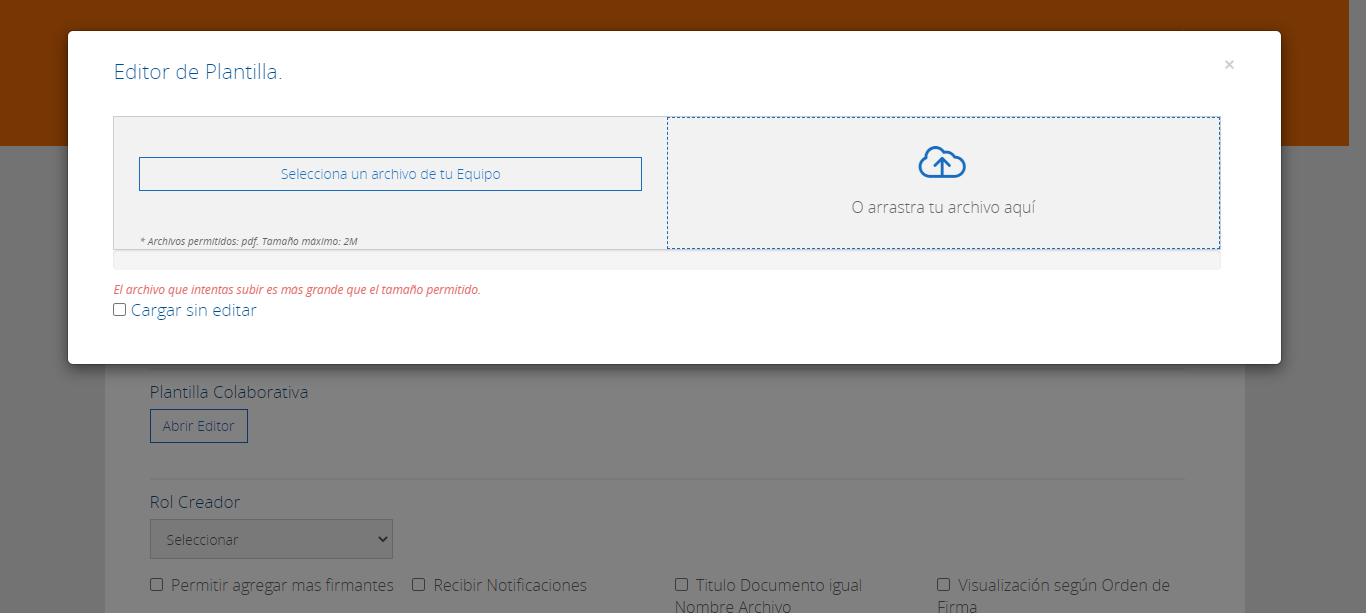 Editor de Plantilla.
×
Selecciona un archivo de tu Equipo
O arrastra tu archivo aquí
* Archivos permitidos: pdf. Tamaño máximo: 2M
El archivo que intentas subir es más grande que el tamaño permitido.
Cargar sin editar
Plantilla Colaborativa
Abrir Editor
Rol Creador
Seleccionar
Permitir agregar mas firmantes
Recibir Notificaciones
Titulo Documento igual
Nombre Archivo
Visualización según Orden de
Firma